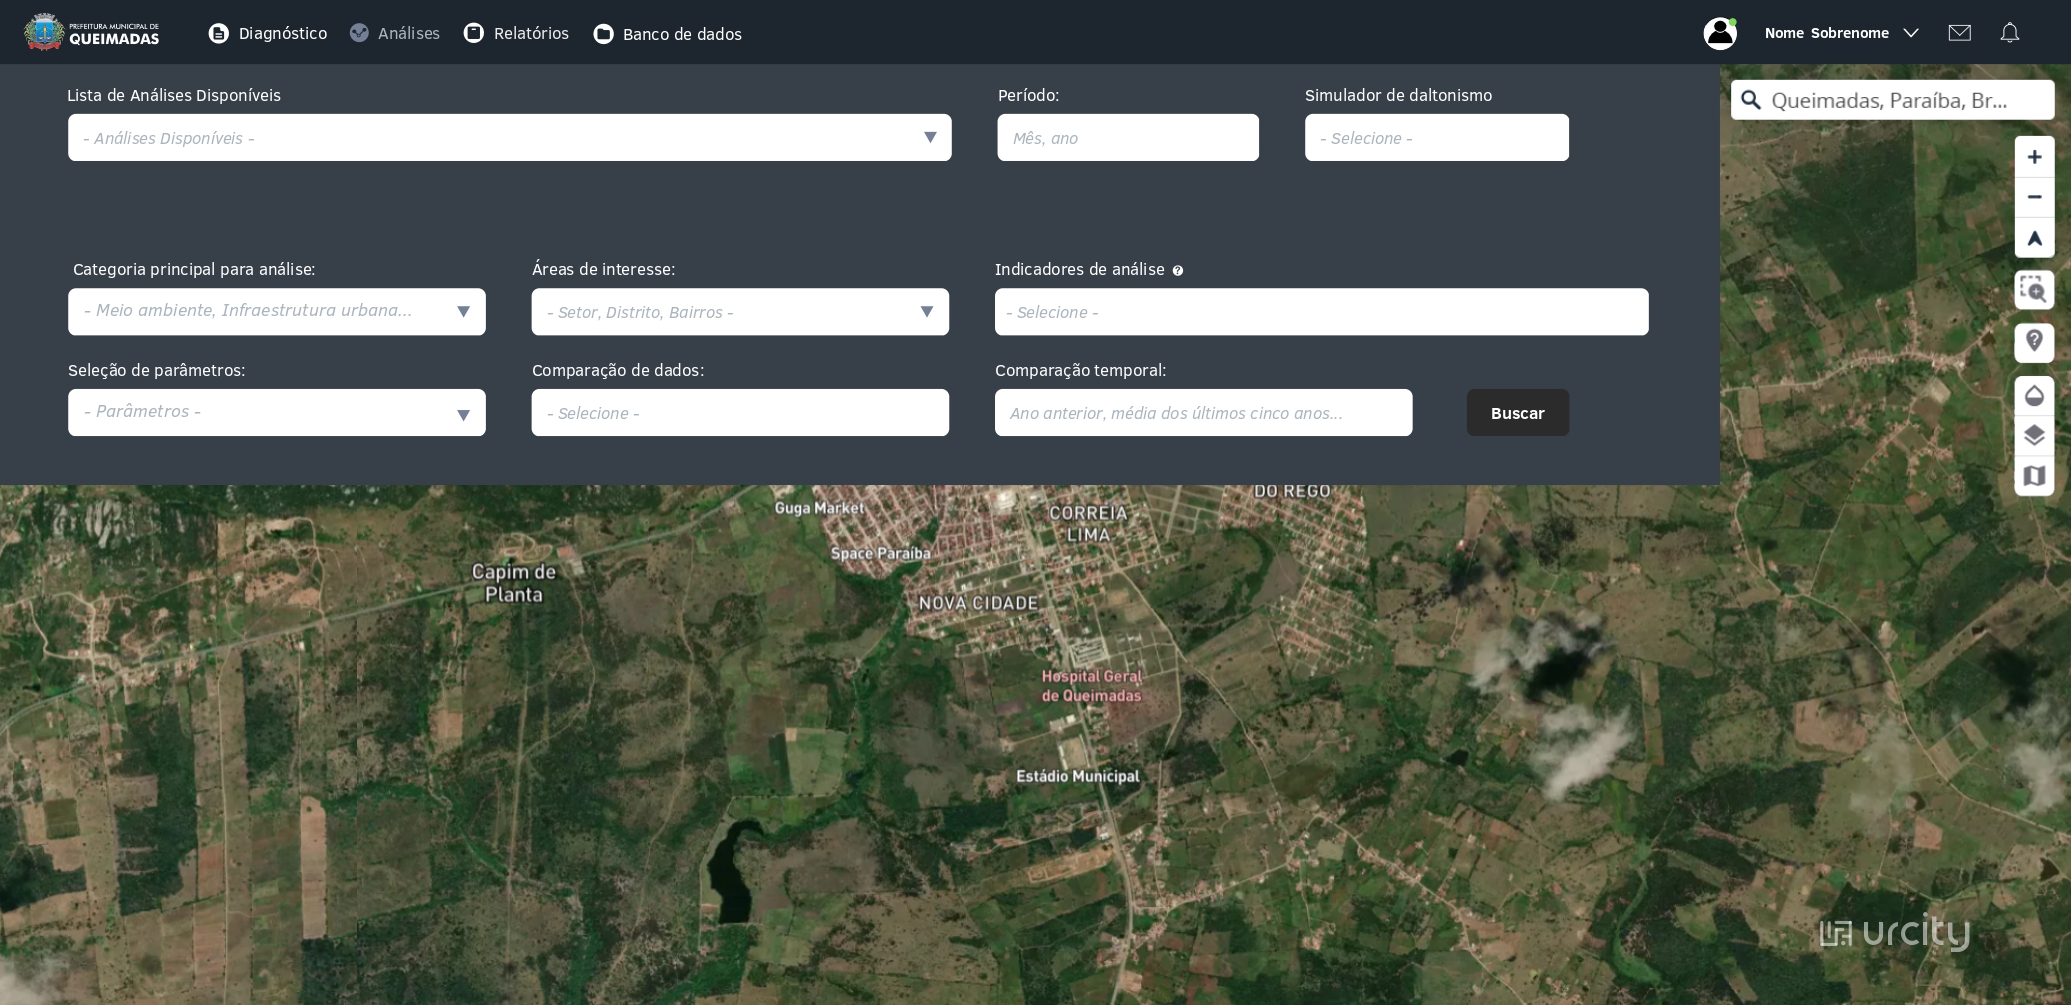 PREFEITURA MUNICIPAL DE
QUEIMADAS
Diagnóstico
Análises
Relatórios
Banco de dados
Nome Sobrenome
Lista de Análises Disponíveis
- Análises Disponíveis -
Período:
Mês, ano
Simulador de daltonismo
- Selecione -
Queimadas, Paraíba, Br...
Categoria principal para análise:
- Meio ambiente, Infraestrutura urbana...
Áreas de interesse:
- Setor, Distrito, Bairros -
Indicadores de análise
- Selecione -
Seleção de parâmetros:
- Parâmetros -
Comparação de dados:
- Selecione -
Comparação temporal:
Ano anterior, média dos últimos cinco anos...
Buscar
DO REGO
Guga Market
CORREIA
LIMA
Space Paraíba
Capim de
Planta
NOVA CIDADE
Hospital Geral
de Queimadas
Estádio Municipal
urcity